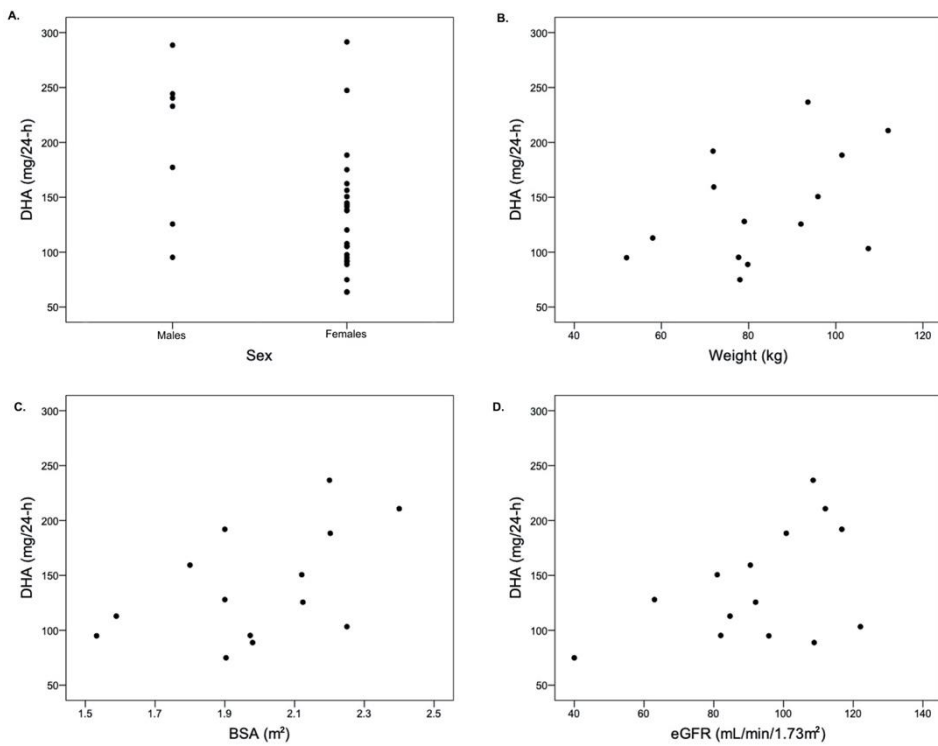 A.
300
250
200
150
100
50
DHA (mg/24-h)
Males
Females
Sex
B.
300
250
200
150
100
50
DHA (mg/24-h)
40
60
80
100
120
Weight (kg)
C.
300
250
200
150
100
50
DHA (mg/24-h)
1.5
1.7
1.9
2.1
2.3
2.5
BSA (m²)
D.
300
250
200
150
100
50
DHA (mg/24-h)
40
60
80
100
120
140
eGFR (mL/min/1.73m²)